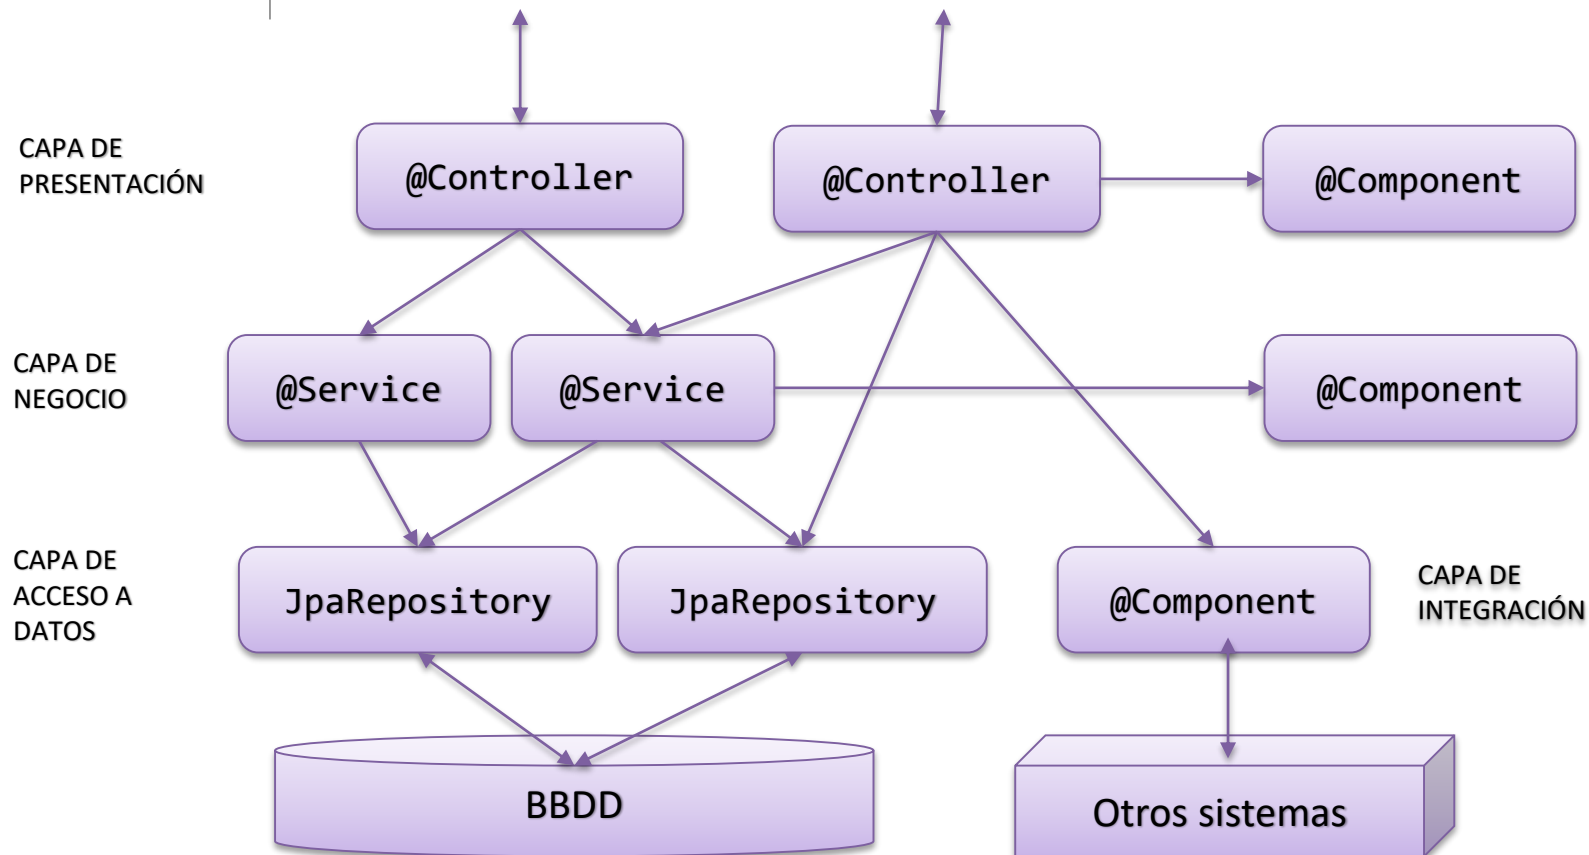 CAPA DE
PRESENTACIÓN
@Controller
@Controller
@Component
CAPA DE
NEGOCIO
@Service
@Service
@Component
CAPA DE
ACCESO A
DATOS
JpaRepository
JpaRepository
@Component
CAPA DE
INTEGRACIÓN
BBDD
Otros sistemas